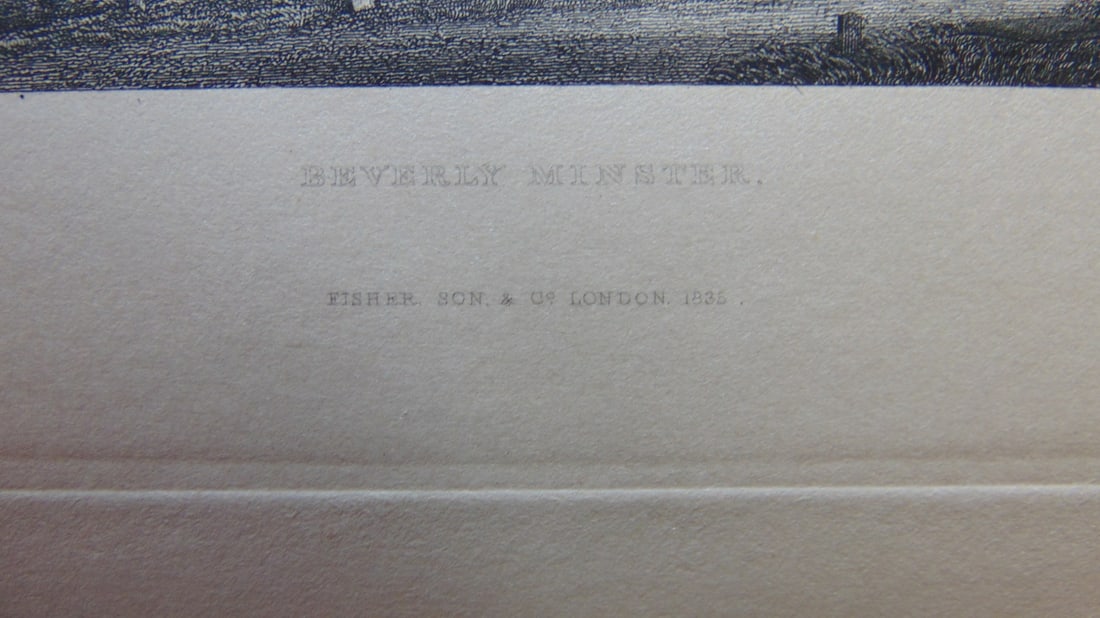 BEVERLY MINSTER.
FISHER, SON, & Cº LONDON, 1835.